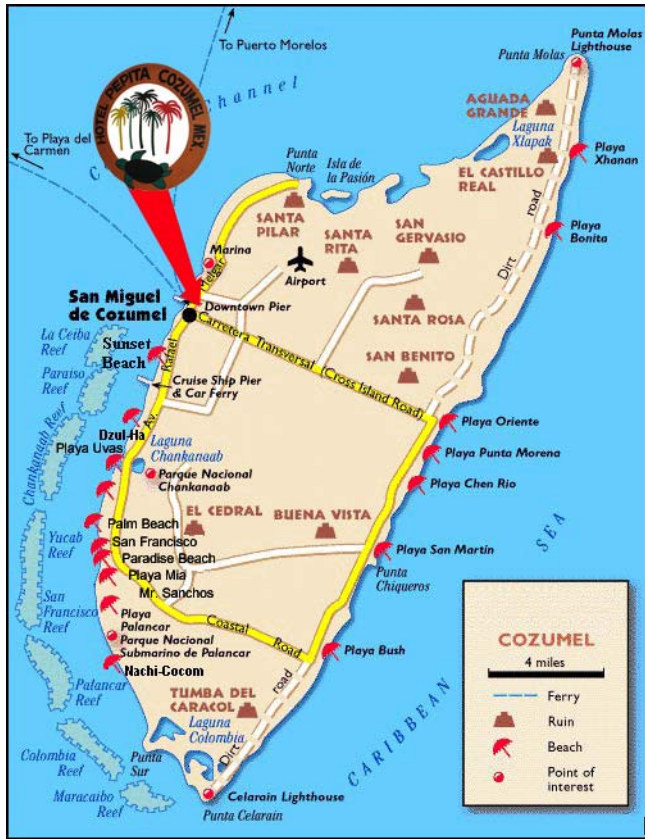 To Puerto Morelos
Punta Molas
Lighthouse
Punta Molas
HOTEL PEPITA COZUMEL MEX.
Channel
AGUADA
GRANDE
Laguna
Xlapak
To Playa del
Carmen
C
Playa
Xhanan
Punta
Norte
Isla de
la Pasión
EL CASTILLO
REAL
SANTA
PILAR
SAN
GERVASIO
SANTA
RITA
Playa
Bonita
Marina
Airport
Dirt road
Melgar
San Miguel
de Cozumel
Downtown Pier
SANTA ROSA
Carretera Transversal (Cross Island Road)
La Ceiba
Reef
Sunset
Beach
Rafael
SAN BENITO
Paraiso
Reef
Cruise Ship Pier
& Car Ferry
Av.
Chankanaab Reef
Dzul-Ha
Playa Oriente
Playa Uvas
Laguna
Chankanaab
Playa Punta Morena
Parque Nacional
Chankanaab
Playa Chen Rio
EL CEDRAL
BUENA VISTA
Palm Beach
Yucab
Reef
San Francisco
Paradise Beach
Playa San Martín
Playa Mia
Punta
Chiqueros
Mr. Sanchos
San
Francisco
Reef
Playa
Palancar
Coastal Road
Parque Nacional
Submarino de Palancar
Playa Bush
Nachi-Cocom
Palancar
Reef
TUMBA DEL
CARACOL
Dirt road
Laguna
Colombia
Colombia
Reef
Punta
Sur
Maracaibo
Reef
Celarain Lighthouse
Punta Celarain
CARIBBEAN SEA
COZUMEL
4 miles
Ferry
Ruin
Beach
Point of
interest